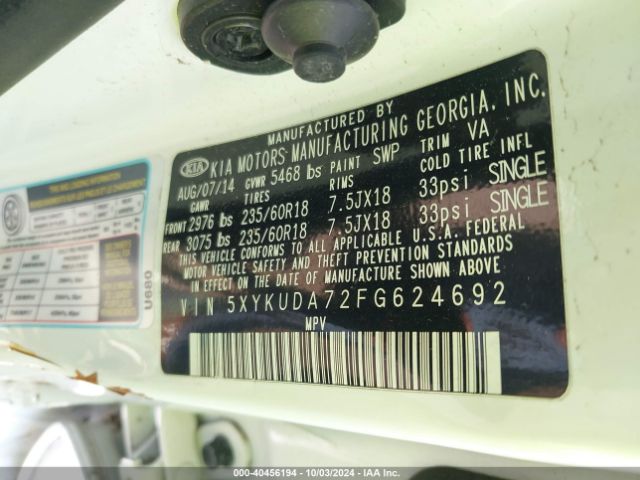 MANUFACTURED BY
KIA KIA MOTORS MANUFACTURING GEORGIA, INC.
AUG/07/14 GVWR 5468 lbs PAINT SWP TRIM VA
GAWR TIRES RIMS COLD TIRE INFL
FRONT 2976 lbs 235/60R18 7.5JX18 33psi SINGLE
REAR 3075 lbs 235/60R18 7.5JX18 33psi SINGLE
THIS VEHICLE CONFORMS TO ALL APPLICABLE U.S.A. FEDERAL
MOTOR VEHICLE SAFETY AND THEFT PREVENTION STANDARDS
IN EFFECT ON THE DATE OF MANUFACTURE SHOWN ABOVE
VIN 5XYKUDA72FG624692
MPV
U680
000-40456194 - 10/03/2024 - IAA Inc.